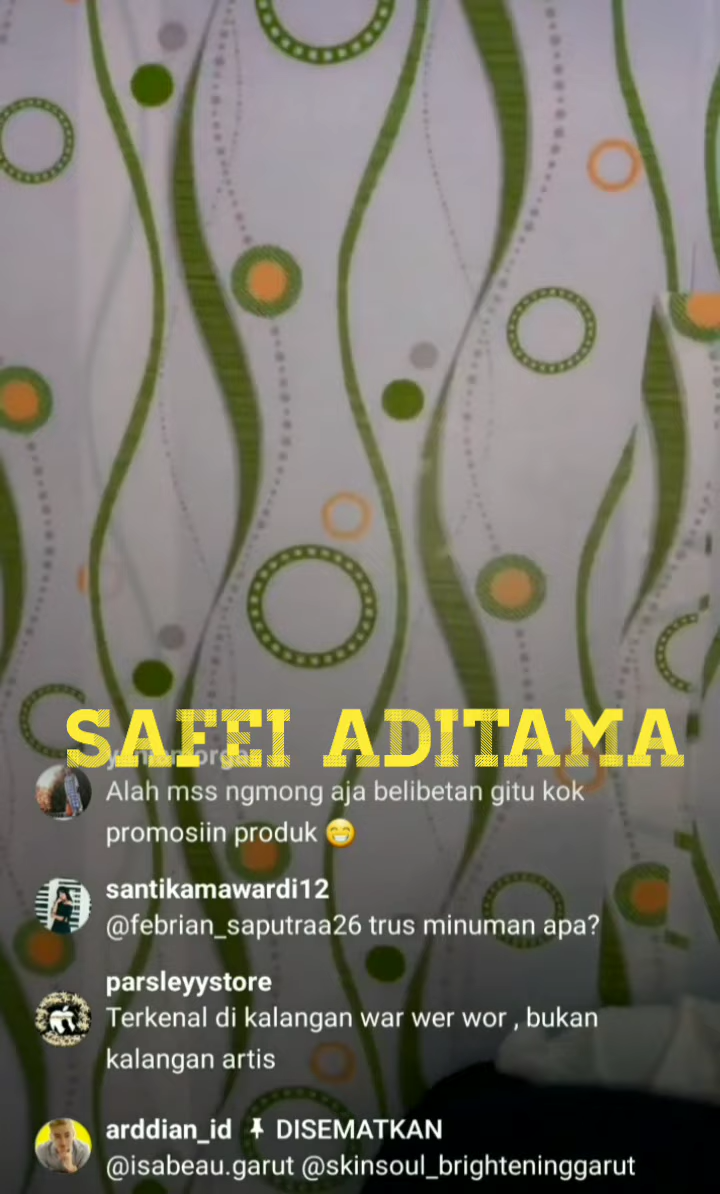 SAFEI ADITAMA
Alah mss ngmong aja belibetan gitu kok
promosiin produk 😁
santikamawardi12
@febrian_saputraa26 trus minuman apa?
parsleyystore
Terkenal di kalangan war wer wor , bukan
kalangan artis
arddian_id 📌 DISEMATKAN
@isabeau.garut @skinsoul_brighteninggarut